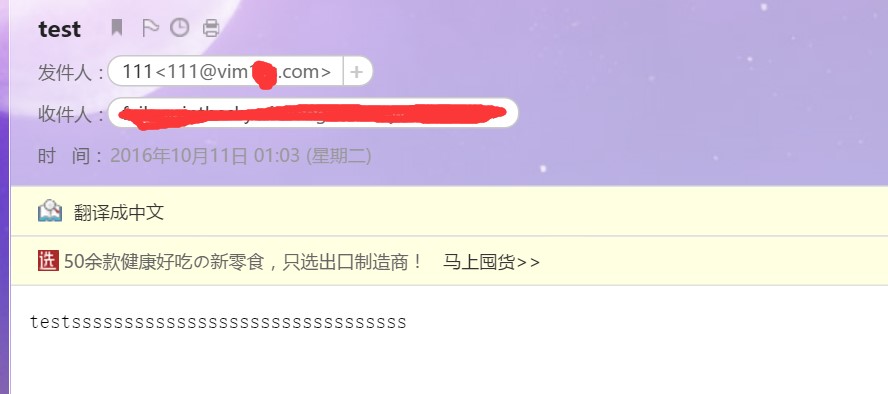 test
发件人：111<111@vim .com> +
收件人：
时 间：2016年10月11日 01:03 (星期二)
翻译成中文
选 50余款健康好吃の新零食，只选出口制造商！ 马上囤货>>
testssssssssssssssssssssssssssssssss